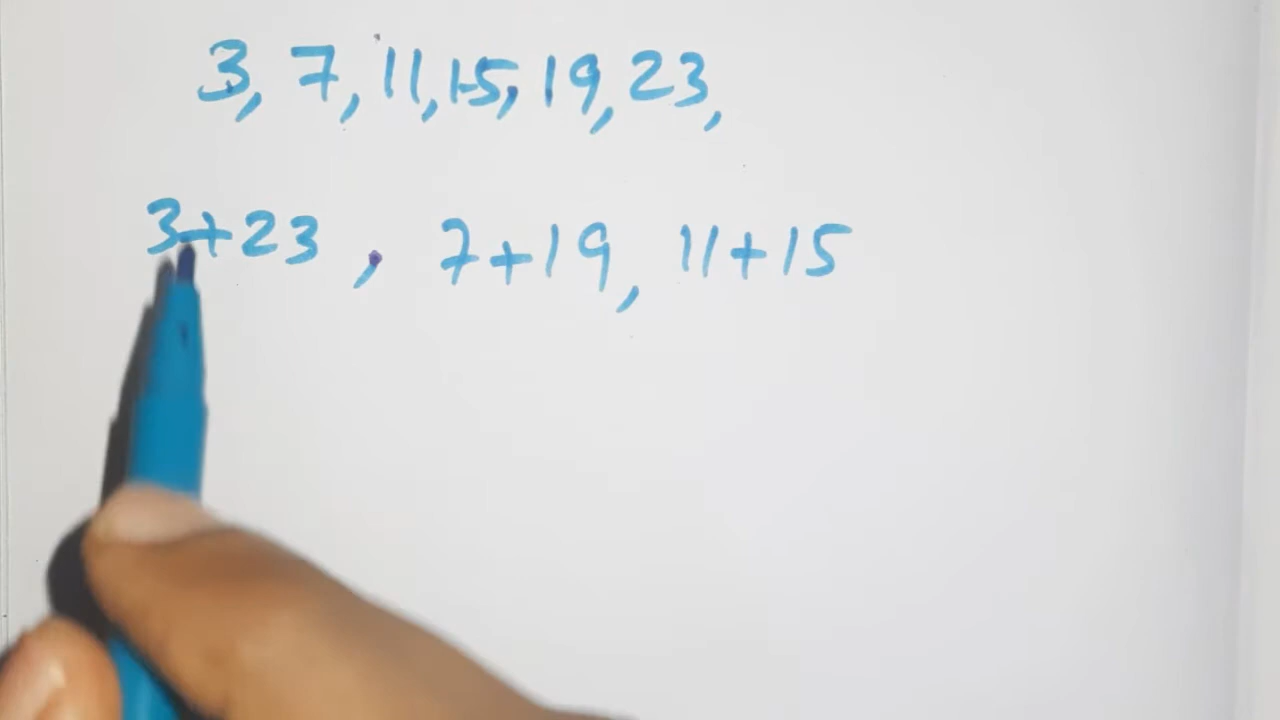 3, 7, 11, 15, 19, 23,
3+23, 7+19, 11+15